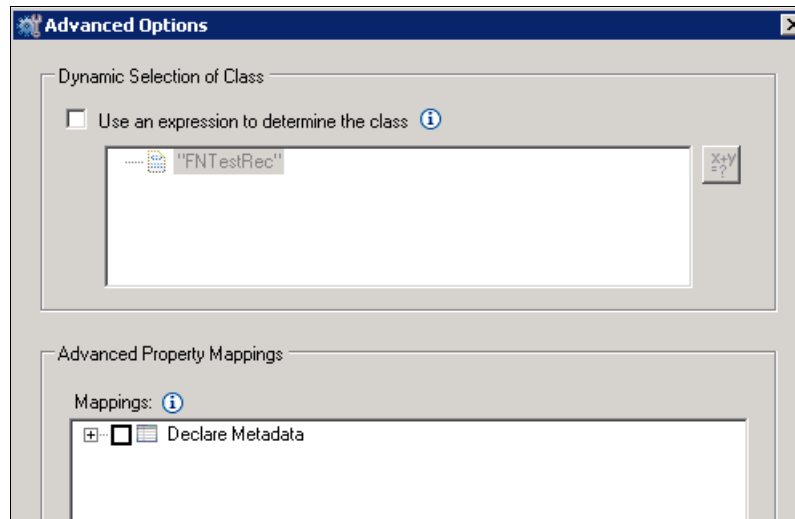 Advanced Options
Dynamic Selection of Class
Use an expression to determine the class
"FNTestRec"
x+y
=?
Advanced Property Mappings
Mappings:
Declare Metadata